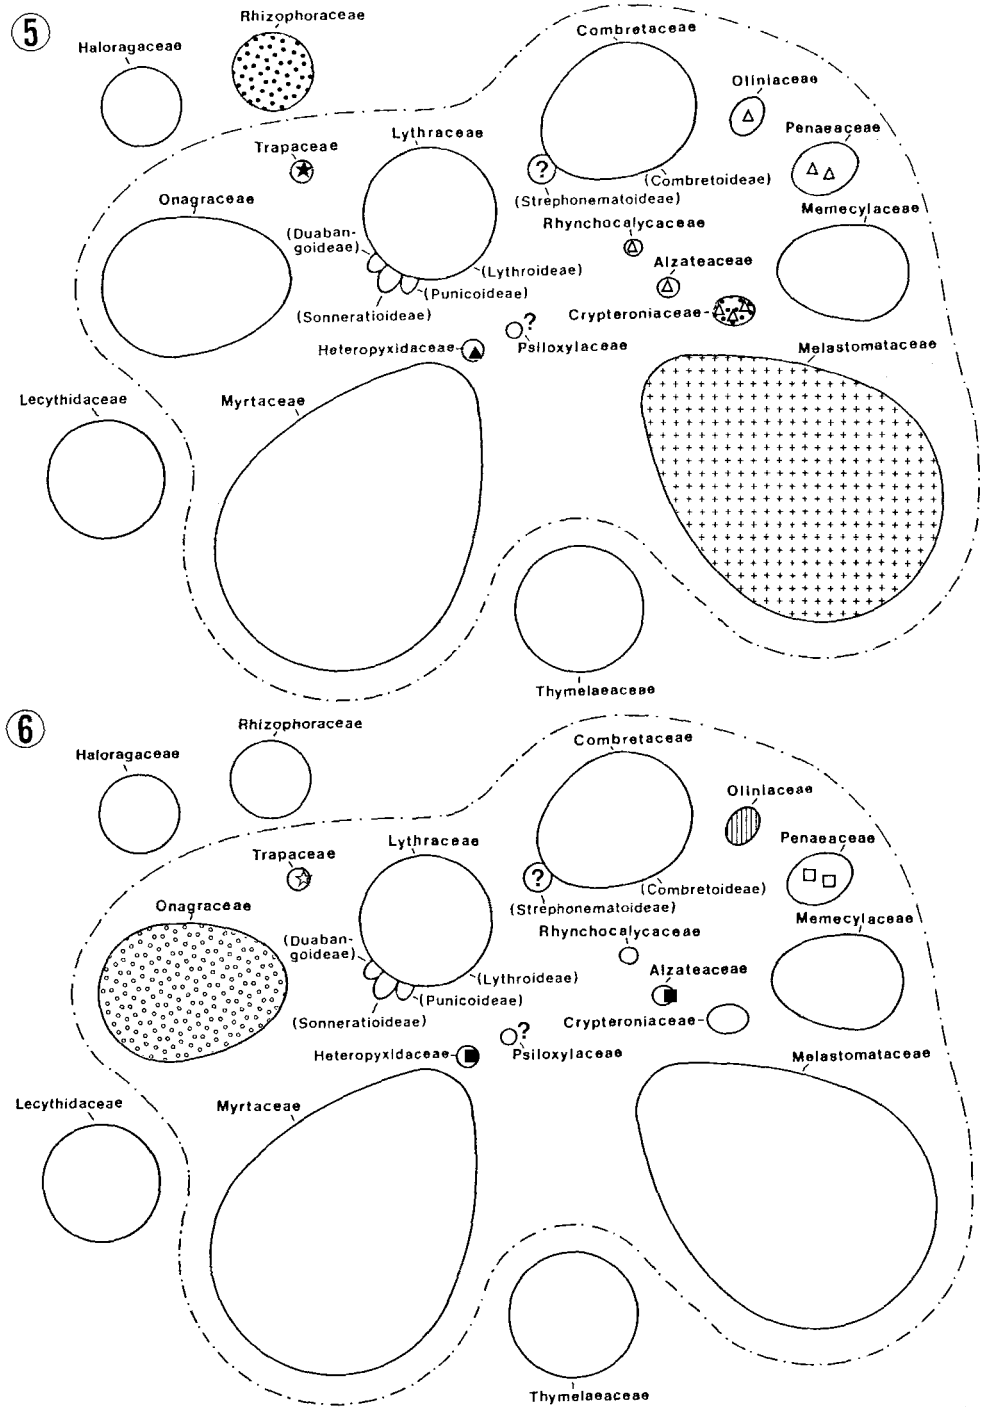 5
Rhizophoraceae
Haloragaceae
Combretaceae
Oliniaceae
Lythraceae
Penaeaceae
Trapaceae
?
(Combretoideae)
Onagraceae
(Strephonematoideae)
Memecylaceae
(Duaban-
goideae)
Rhynchocalycaceae
Alzateaceae
(Lythroideae)
(Punicoideae)
(Sonneratioideae)
Crypteroniaceae
?
Heteropyxidaceae
Psiloxylaceae
Melastomataceae
Lecythidaceae
Myrtaceae
Thymelaeaceae
6
Rhizophoraceae
Haloragaceae
Combretaceae
Oliniaceae
Lythraceae
Penaeaceae
Trapaceae
?
(Combretoideae)
Onagraceae
(Strephonematoideae)
Memecylaceae
(Duaban-
goideae)
Rhynchocalycaceae
Alzateaceae
(Lythroideae)
(Punicoideae)
(Sonneratioideae)
Crypteroniaceae
?
Heteropyxidaceae
Psiloxylaceae
Melastomataceae
Lecythidaceae
Myrtaceae
Thymelaeaceae